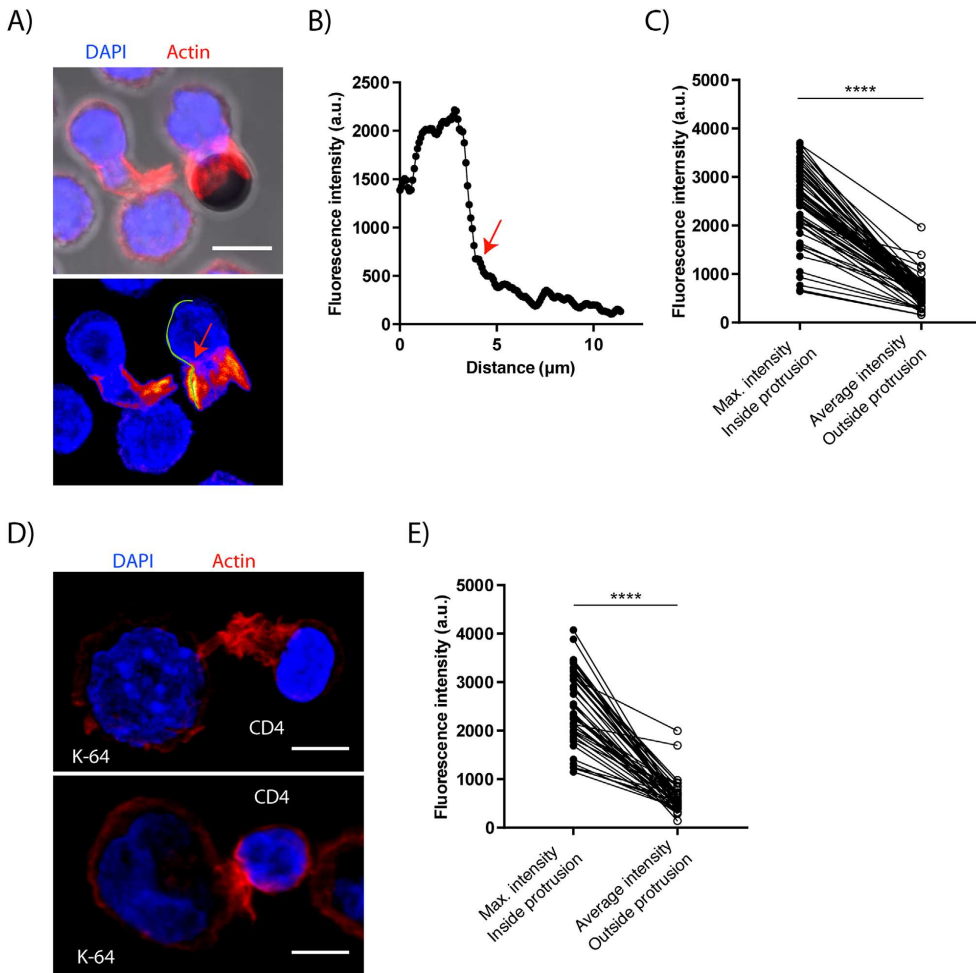 A)
DAPI Actin
B)
Fluorescence intensity (a.u.)
2500
2000
1500
1000
500
0
0 5 10
Distance (µm)
C)
Fluorescence internsity (a.u.)
5000
4000
3000
2000
1000
0
****
Max. intensity
Inside protrusion
Average intensity
Outside protrusion
D)
DAPI Actin
CD4
K-64
CD4
K-64
E)
Fluorescence intensity (a.u.)
5000
4000
3000
2000
1000
0
****
Max. intensity
Inside protrusion
Average intensity
Outside protrusion